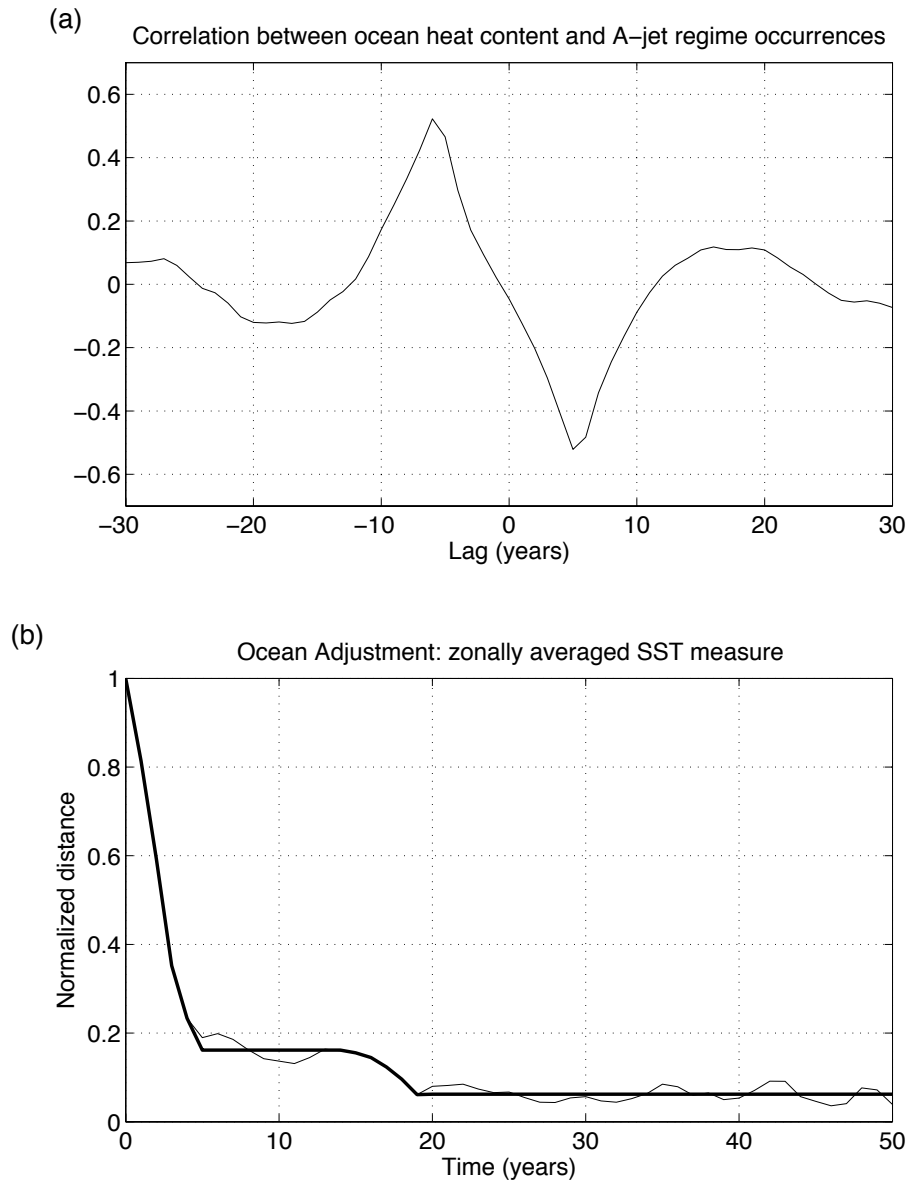 (a)
Correlation between ocean heat content and A−jet regime occurrences
0.6
0.4
0.2
0
−0.2
−0.4
−0.6
−30 −20 −10 0 10 20 30
Lag (years)
(b)
Ocean Adjustment: zonally averaged SST measure
1
0.8
0.6
0.4
0.2
0
Normalized distance
0 10 20 30 40 50
Time (years)